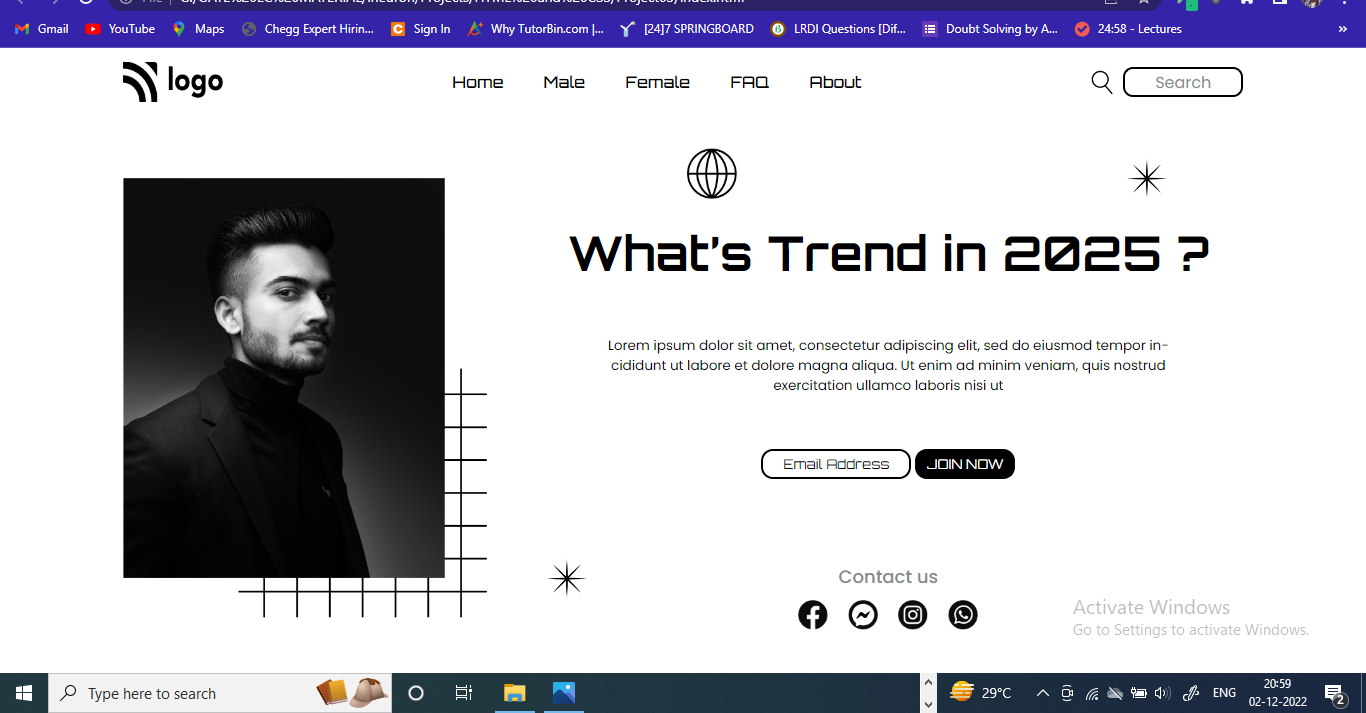 Gmail YouTube Maps Chegg Expert Hirin... Sign In Why TutorBin.com |... [24]7 SPRINGBOARD LRDI Questions [Dif... Doubt Solving by A... 24:58 - Lectures »
logo Home Male Female FAQ About Search
What's Trend in 2025 ?
Lorem ipsum dolor sit amet, consectetur adipiscing elit, sed do eiusmod tempor in-
cididunt ut labore et dolore magna aliqua. Ut enim ad minim veniam, quis nostrud
exercitation ullamco laboris nisi ut
Email Address JOIN NOW
Contact us
Activate Windows
Go to Settings to activate Windows.
Type here to search 29°C ENG 20:59
02-12-2022 2